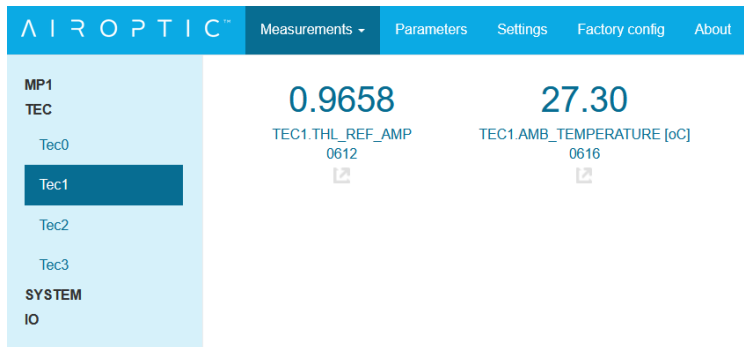 AIROPTIC™ Measurements Parameters Settings Factory config About
MP1
TEC
Tec0
Tec1
Tec2
Tec3
SYSTEM
IO
0.9658
TEC1.THL_REF_AMP
0612
27.30
TEC1.AMB_TEMPERATURE [oC]
0616